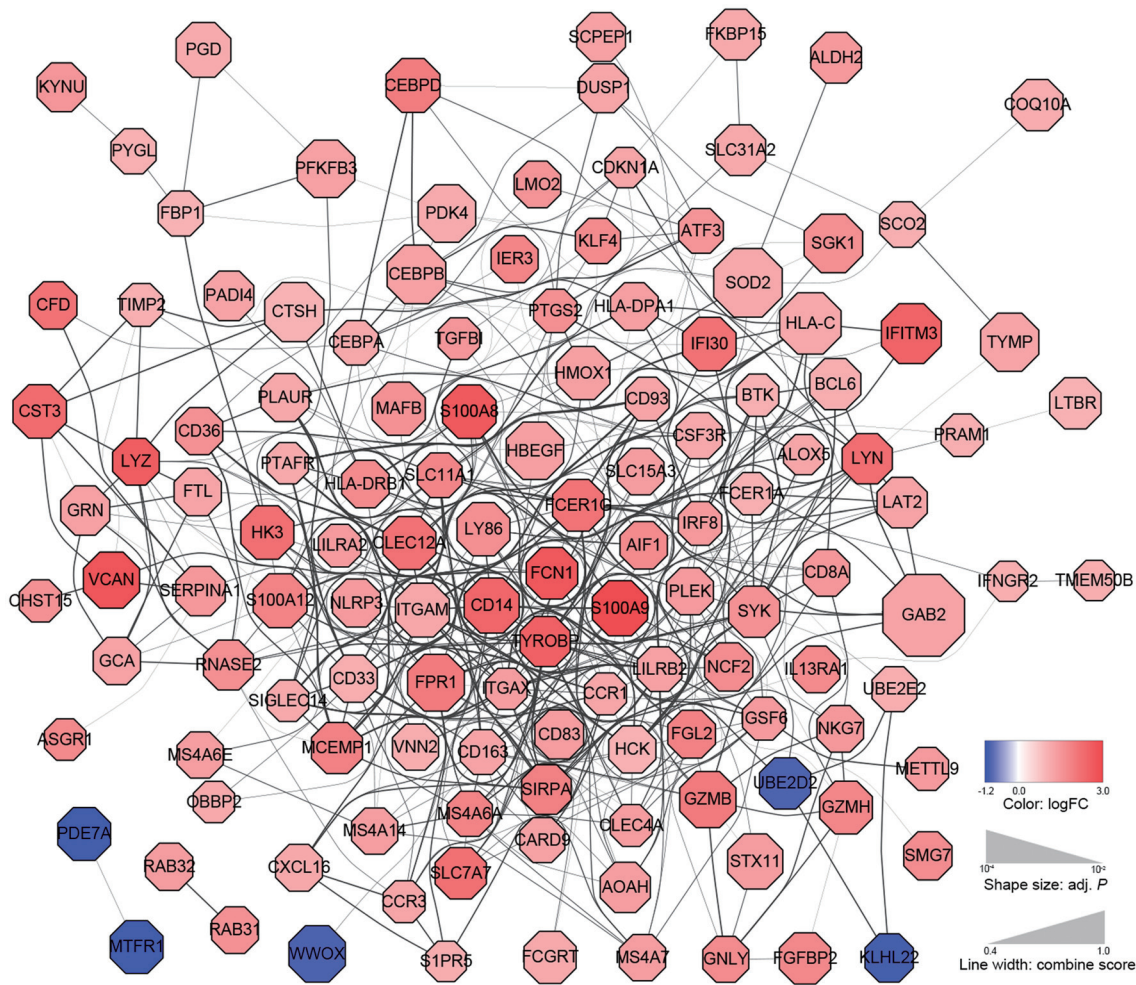 SCPEP1
FKBP15
PGD
ALDH2
KYNU
CEBPD
DUSP1
COQ10A
PYGL
SLC31A2
PFKFB3
CDKN1A
LMO2
FBP1
PDK4
SCO2
ATF3
KLF4
SGK1
IER3
CEBPB
SOD2
PADI4
HLA-DPA1
CFD
TIMP2
CTSH
PTGS2
HLA-C
IFITM3
TYMP
CEBPA
TGFBI
IFI30
HMOX1
BCL6
PLAUR
MAFB
S100A8
CD93
BTK
LTBR
CST3
CD36
CSF3R
PRAM1
LYZ
PTAFR
SLC11A1
HBEGF
SLC15A3
ALOX5
LYN
HLA-DRB1
FTL
FCER1A
GRN
FCER1G
LAT2
HK3
LILRA2
CLEC12A
LY86
IRF8
AIF1
VCAN
FCN1
CD8A
SERPINA1
IFNGR2
TMEM50B
CHST15
S100A12
NLRP3
ITGAM
CD14
S100A9
PLEK
SYK
GAB2
TYROBP
GCA
RNASE2
CD33
FPR1
ITGAX
CCR1
LILRB2
NCF2
IL13RA1
UBE2E2
SIGLEC14
GSF6
NKG7
ASGR1
MS4A6E
MCEMP1
VNN2
CD163
CD83
HCK
FGL2
METTL9
OBBP2
SIRPA
UBE2D2
GZMB
GZMH
PDE7A
MS4A14
MS4A6A
CLEC4A
CARD9
SMG7
RAB32
CXCL16
SLC7A7
STX11
AOAH
CCR3
RAB31
MTFR1
WWOX
S1PR5
FCGRT
MS4A7
GNLY
FGFBP2
KLHL22
-1.2 0.0 3.0
Color: logFC
10-4 10-2
Shape size: adj. P
0.4 1.0
Line width: combine score